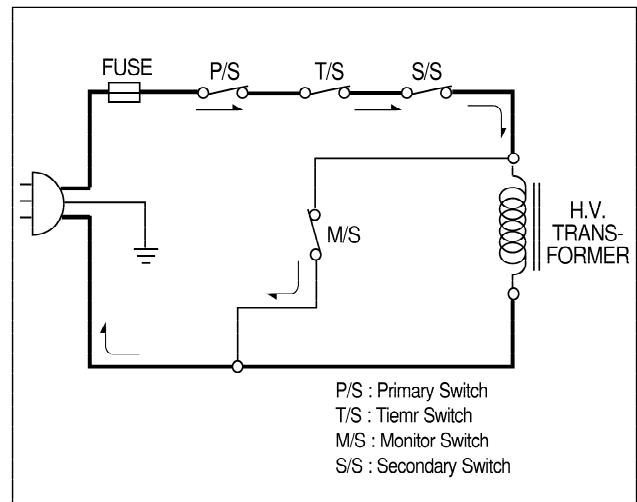 FUSE P/S T/S S/S
M/S
H.V.
TRANS-
FORMER
P/S : Primary Switch
T/S : Tiemr Switch
M/S : Monitor Switch
S/S : Secondary Switch